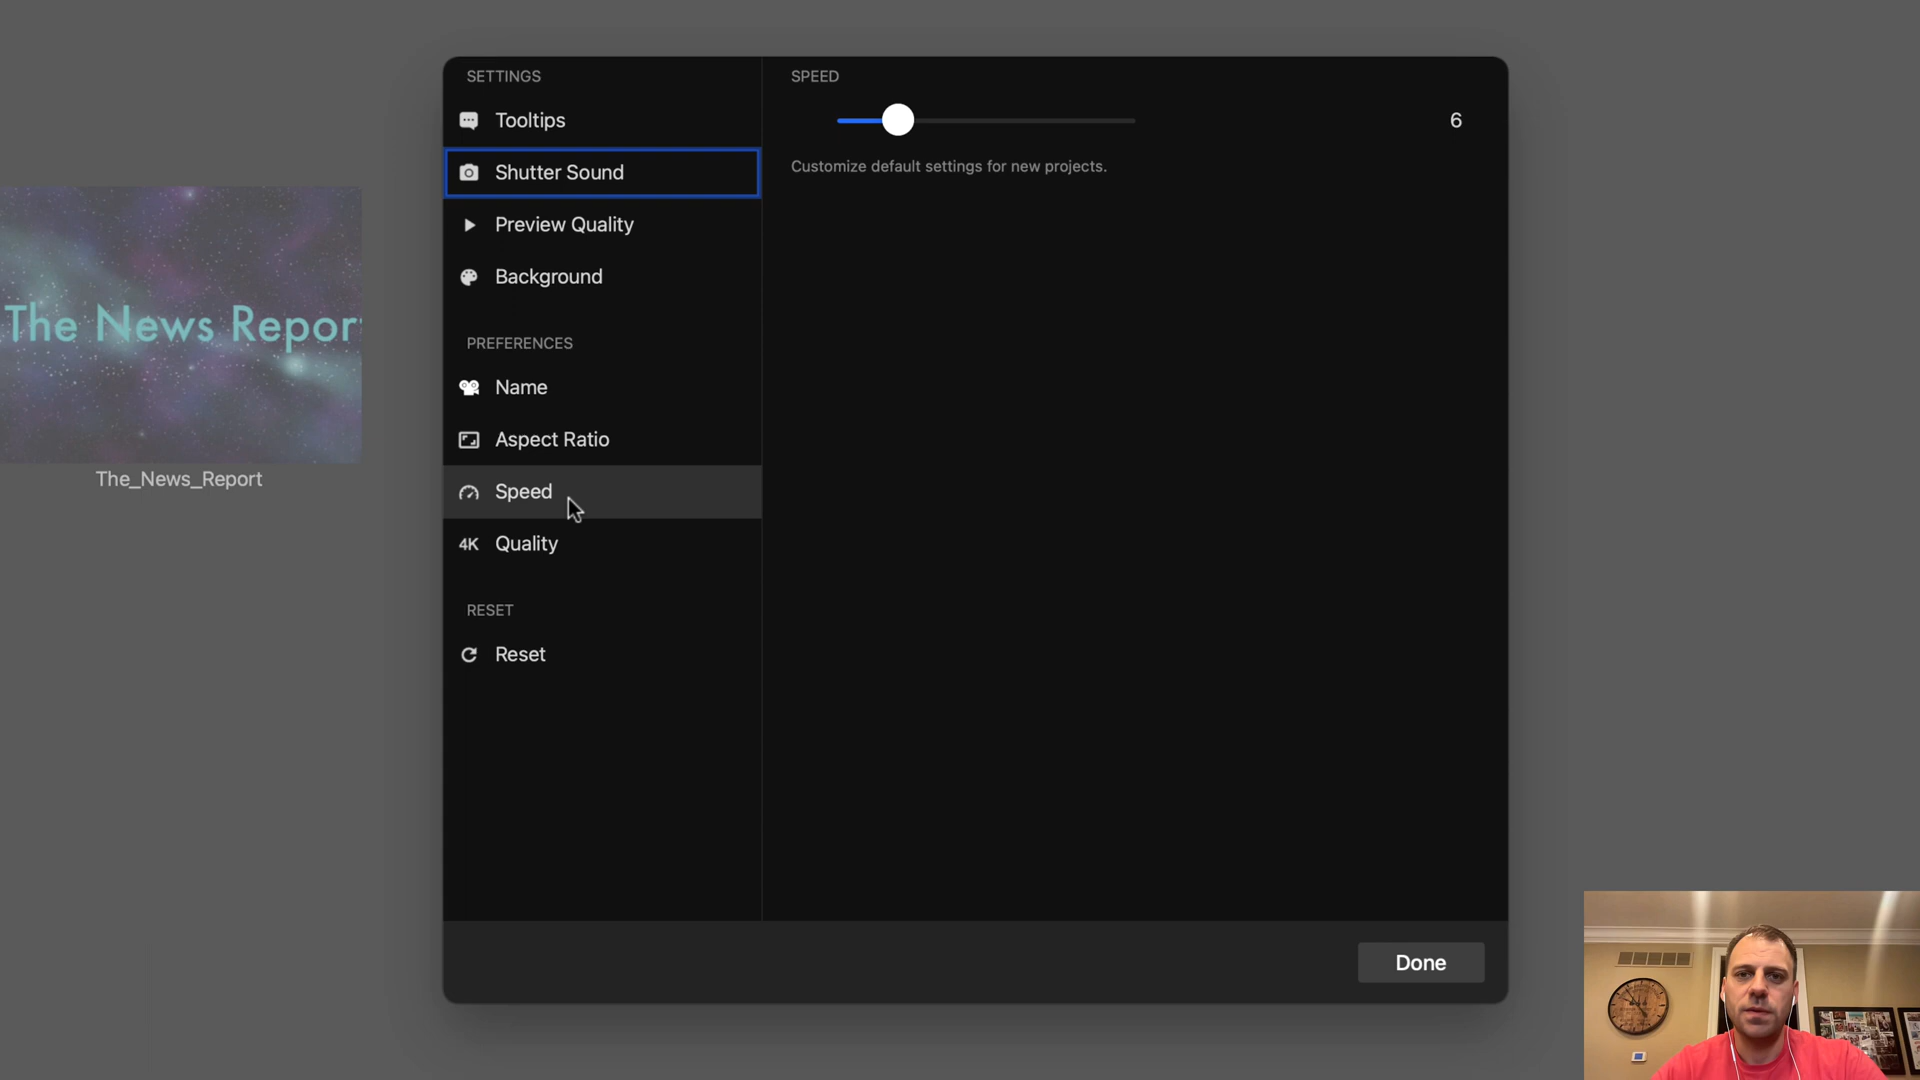 SETTINGS
Tooltips
Shutter Sound
Preview Quality
Background
PREFERENCES
Name
Aspect Ratio
Speed
4K Quality
RESET
Reset
SPEED
6
Customize default settings for new projects.
Done
The News Repor
The_News_Report